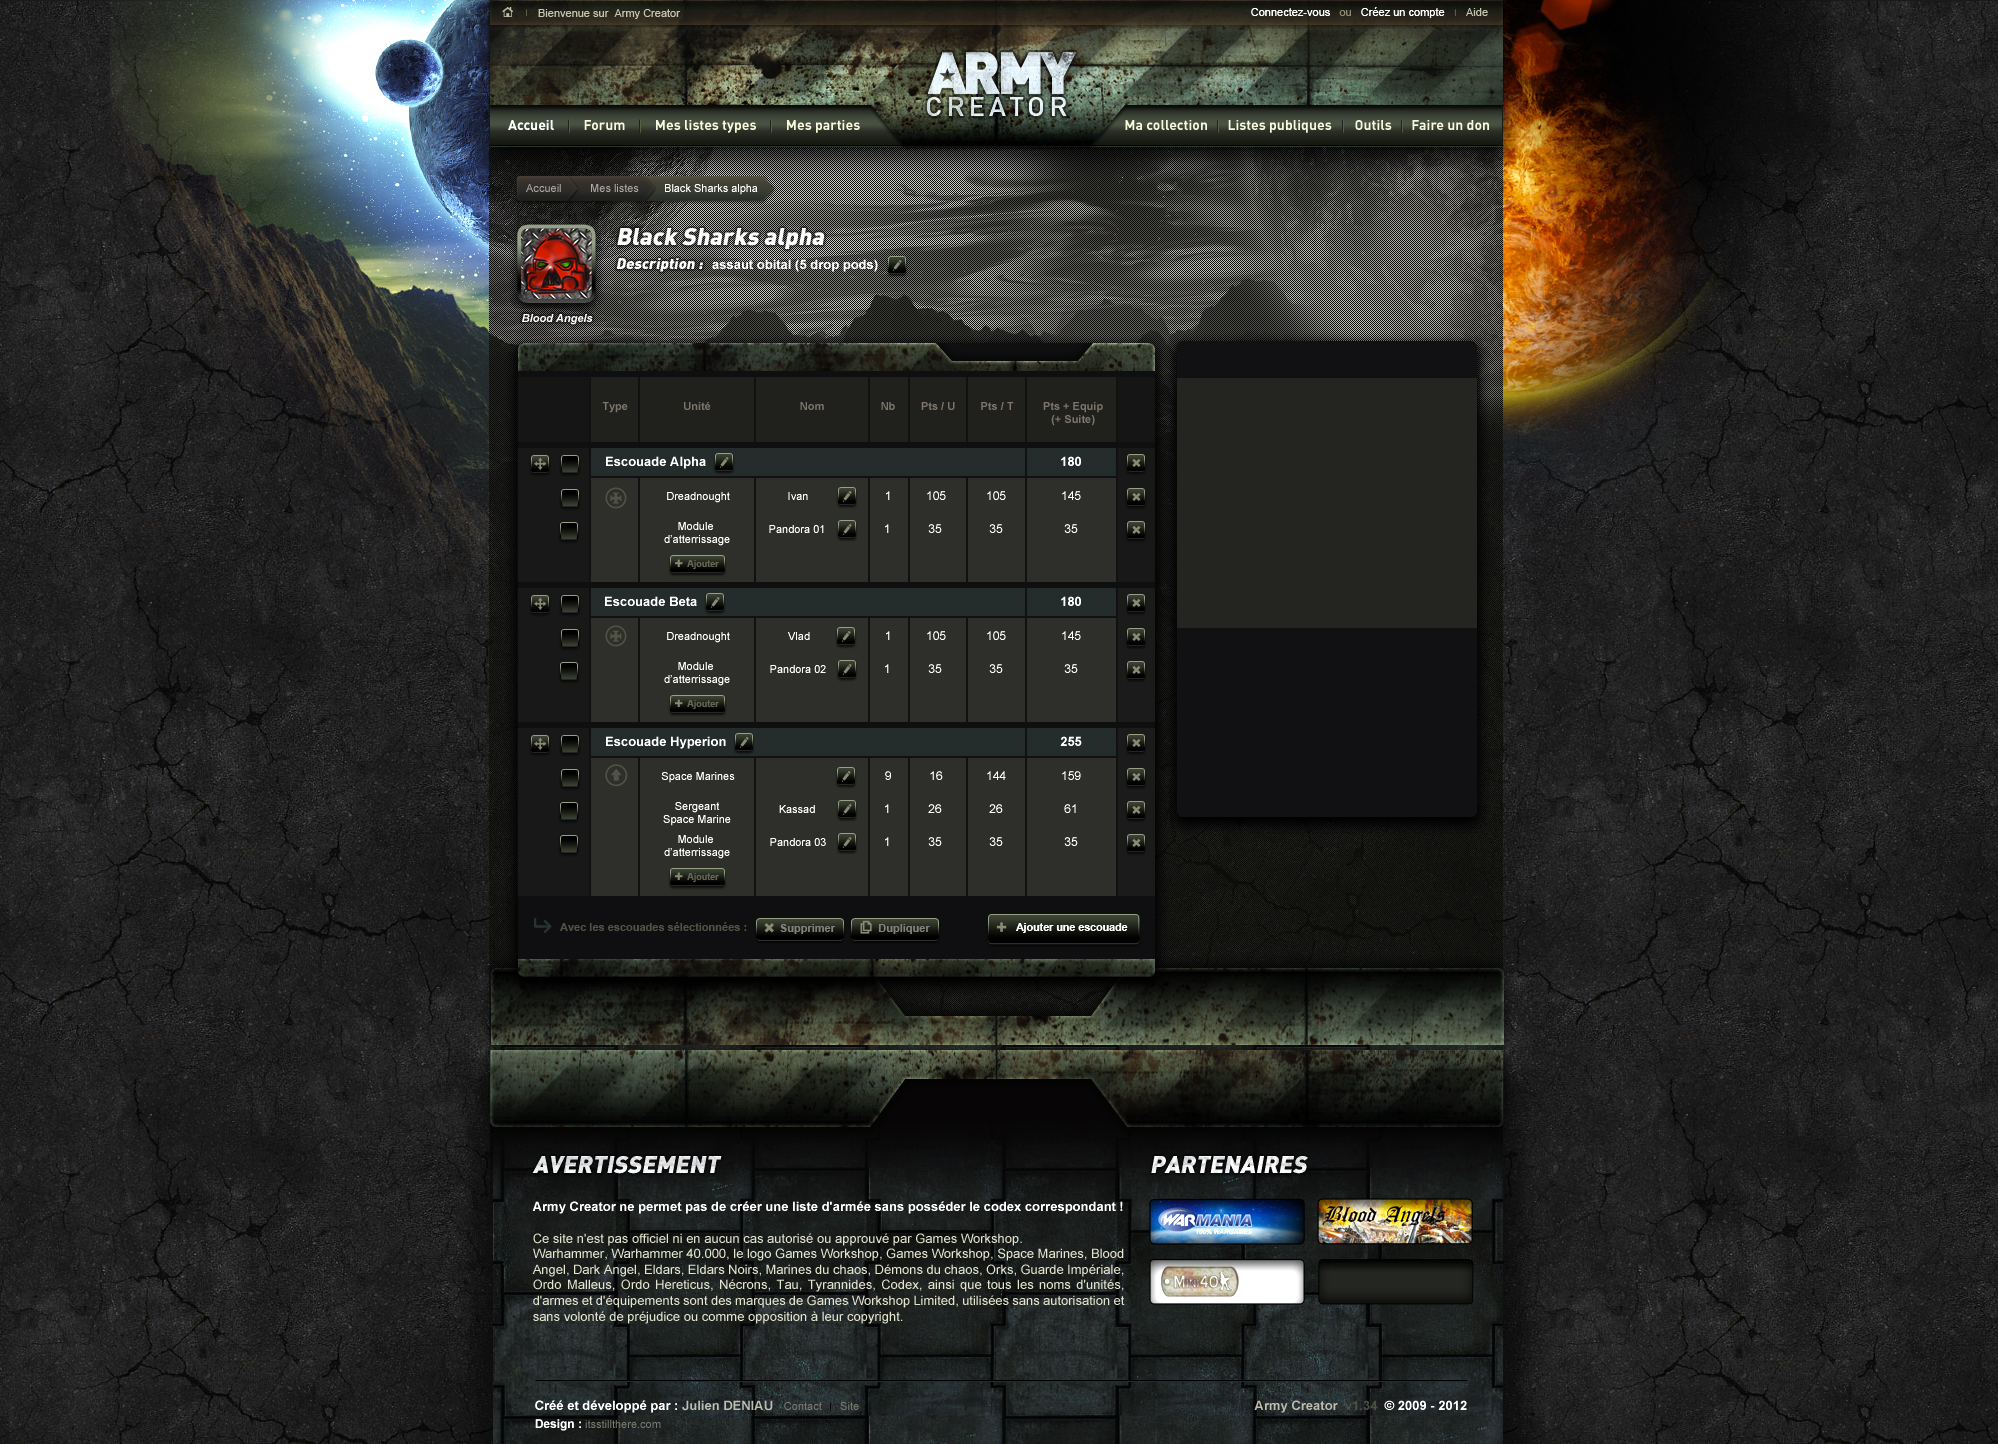 Bienvenue sur Army Creator
Connectez-vous ou Créez un compte Aide
ARMY
CREATOR
Accueil Forum Mes listes types Mes parties
Ma collection Listes publiques Outils Faire un don
Accueil Mes listes Black Sharks alpha
Black Sharks alpha
Description : assaut obital (5 drop pods)
Blood Angels
Type Unité Nom Nb Pts / U Pts / T Pts + Equip
(+ Suite)
Escouade Alpha 180
Dreadnought Ivan 1 105 105 145
Module
d'atterrissage
Pandora 01 1 35 35 35
Ajouter
Escouade Beta 180
Dreadnought Vlad 1 105 105 145
Module
d'atterrissage
Pandora 02 1 35 35 35
Ajouter
Escouade Hyperion 255
Space Marines 9 16 144 159
Sergeant
Space Marine
Kassad 1 26 26 61
Module
d'atterrissage
Pandora 03 1 35 35 35
Ajouter
Avec les escouades sélectionnées : Supprimer Dupliquer Ajouter une escouade
AVERTISSEMENT
Army Creator ne permet pas de créer une liste d'armée sans posséder le codex correspondant !
Ce site n'est pas officiel ni en aucun cas autorisé ou approuvé par Games Workshop.
Warhammer, Warhammer 40.000, le logo Games Workshop, Games Workshop, Space Marines, Blood
Angel, Dark Angel, Eldars, Eldars Noirs, Marines du chaos, Démons du chaos, Orks, Guarde Impériale,
Ordo Malleus, Ordo Hereticus, Nécrons, Tau, Tyrannides, Codex, ainsi que tous les noms d'unités,
d'armes et d'équipements sont des marques de Games Workshop Limited, utilisées sans autorisation et
sans volonté de préjudice ou comme opposition à leur copyright.
PARTENAIRES
WARMANIA
Blood Angels
Créé et développé par : Julien DENIAU Contact Site
Design : itsstillthere.com
Army Creator v1.34 © 2009 - 2012